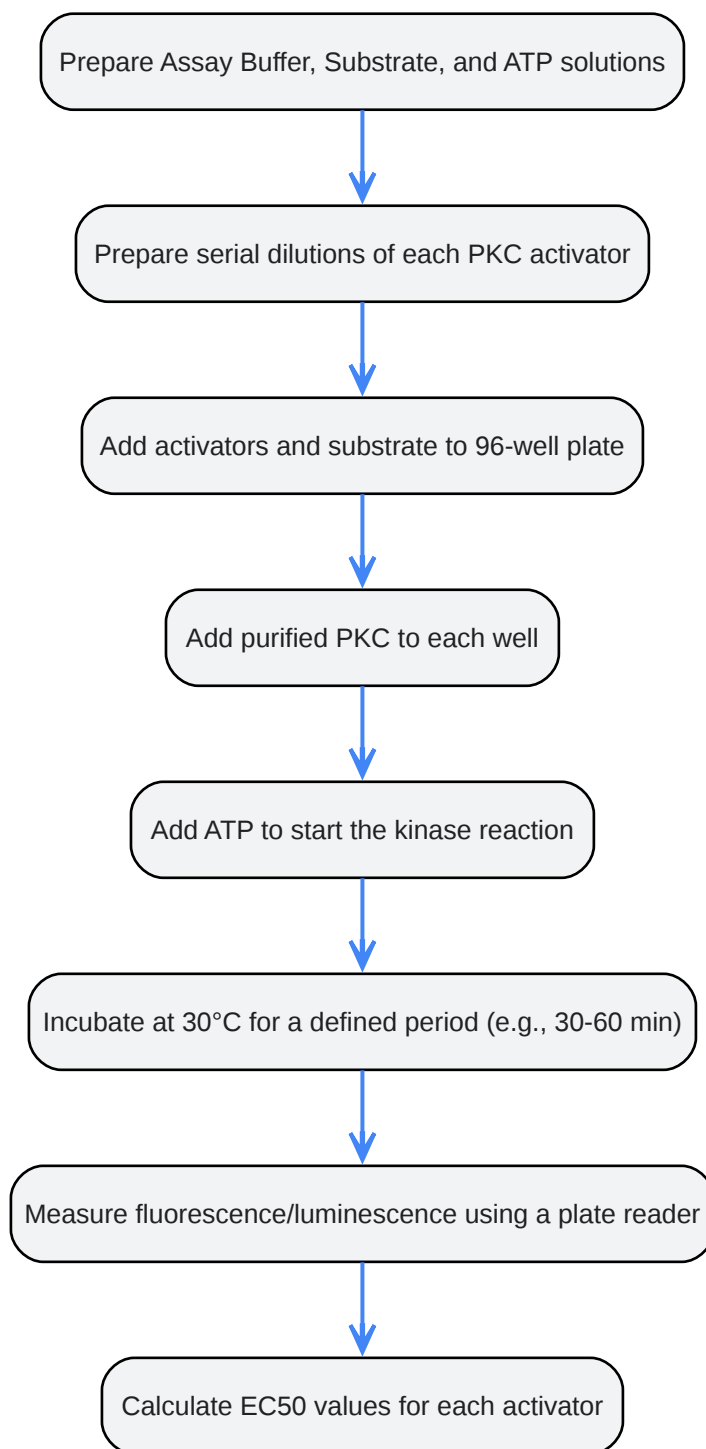 Prepare Assay Buffer, Substrate, and ATP solutions
Prepare serial dilutions of each PKC activator
Add activators and substrate to 96-well plate
Add purified PKC to each well
Add ATP to start the kinase reaction
Incubate at 30°C for a defined period (e.g., 30-60 min)
Measure fluorescence/luminescence using a plate reader
Calculate EC50 values for each activator